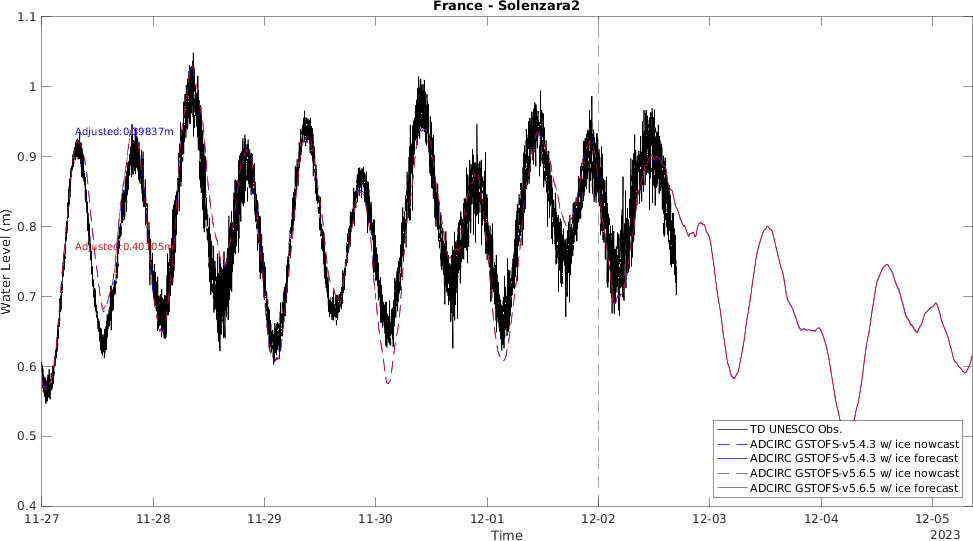 France - Solenzara2
1.1
1
0.9
0.8
0.7
0.6
0.5
0.4
Water Level (m)
Adjusted:0.39837m
Adjusted:0.40105m
TD UNESCO Obs.
ADCIRC GSTOFS-v5.4.3 w/ ice nowcast
ADCIRC GSTOFS-v5.4.3 w/ ice forecast
ADCIRC GSTOFS-v5.6.5 w/ ice nowcast
ADCIRC GSTOFS-v5.6.5 w/ ice forecast
11-27 11-28 11-29 11-30 12-01 12-02 12-03 12-04 12-05
Time 2023